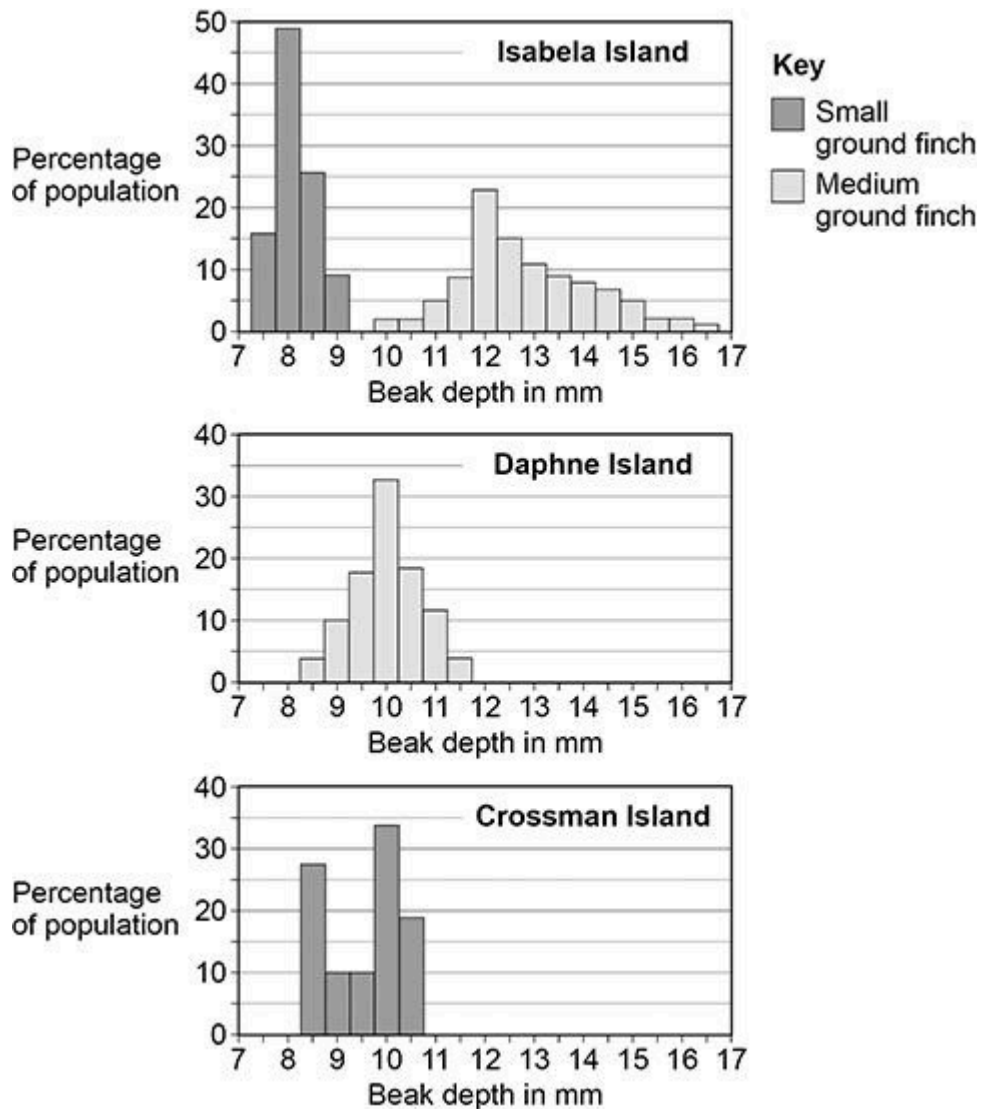 50
40
30
20
10
0
Percentage
of population
Isabela Island
7 8 9 10 11 12 13 14 15 16 17
Beak depth in mm
Key
Small
ground finch
Medium
ground finch
40
30
20
10
0
Percentage
of population
Daphne Island
7 8 9 10 11 12 13 14 15 16 17
Beak depth in mm
40
30
20
10
0
Percentage
of population
Crossman Island
7 8 9 10 11 12 13 14 15 16 17
Beak depth in mm